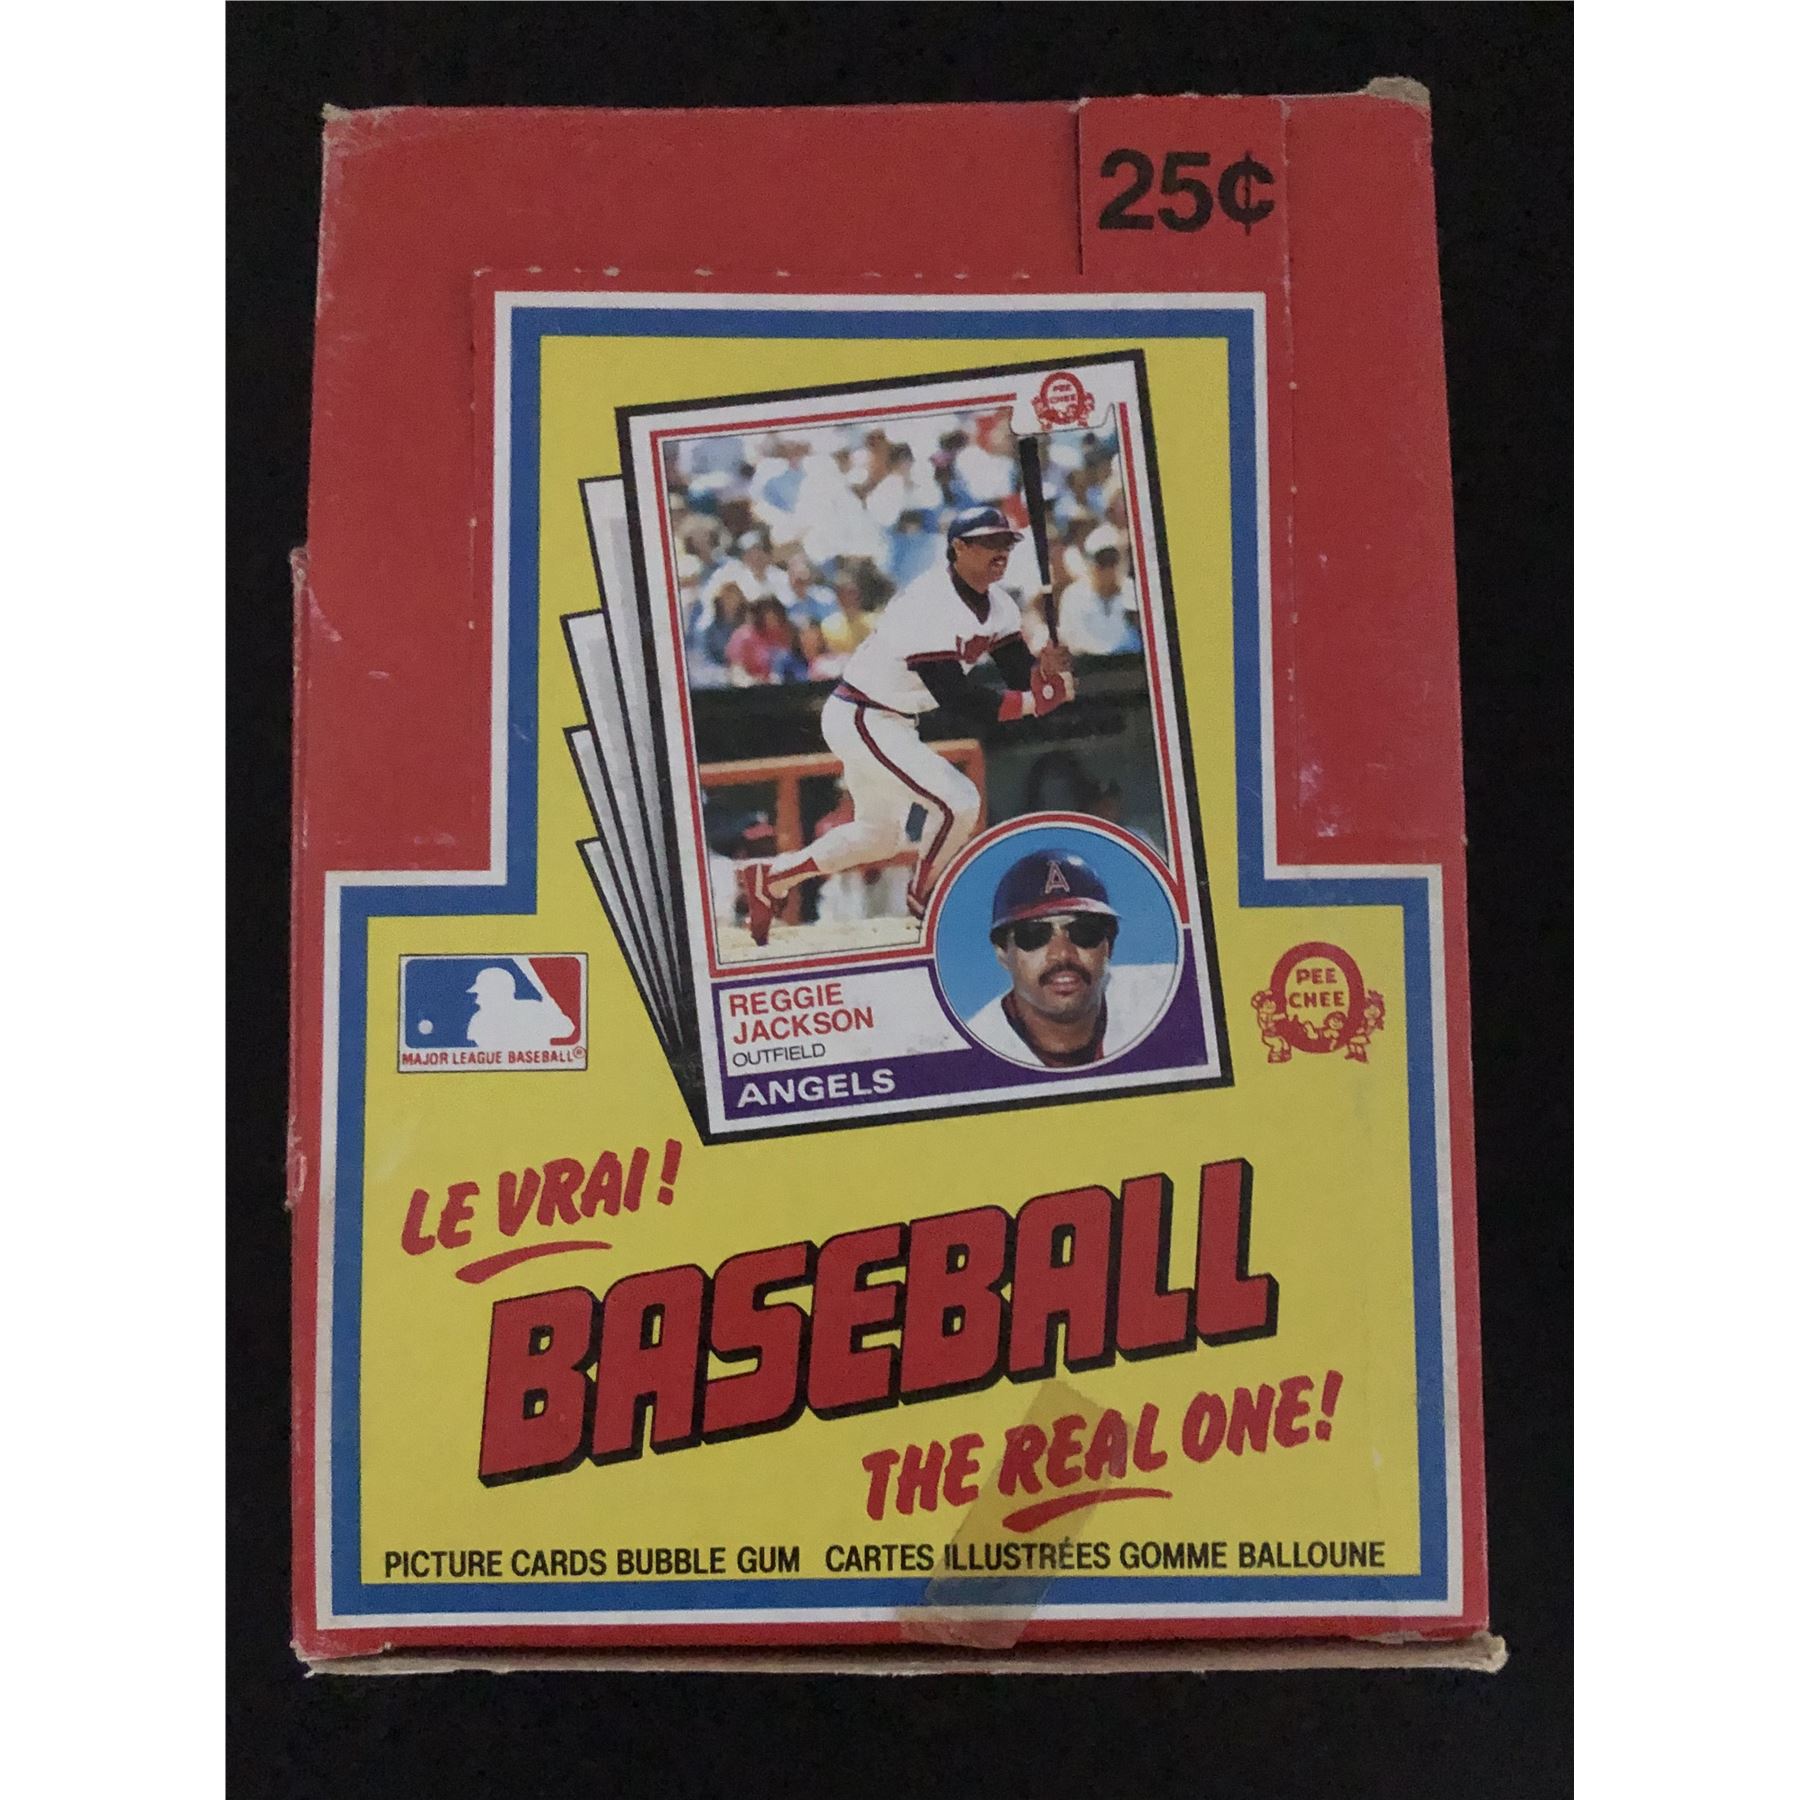 25¢
PEE
CHEE
A
REGGIE
JACKSON
OUTFIELD
ANGELS
MAJOR LEAGUE BASEBALL®
PEE
CHEE
LE VRAI!
BASEBALL
THE REAL ONE!
PICTURE CARDS BUBBLE GUM CARTES ILLUSTRÉES GOMME BALLOUNE